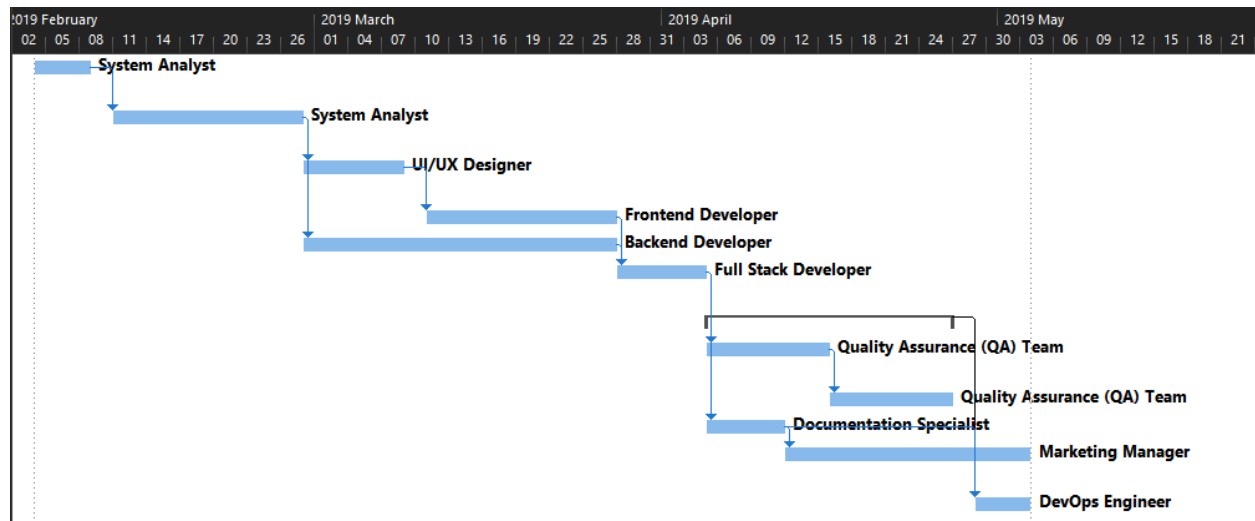 2019 February 2019 March 2019 April 2019 May
02 05 08 11 14 17 20 23 26 01 04 07 10 13 16 19 22 25 28 31 03 06 09 12 15 18 21 24 27 30 03 06 09 12 15 18 21
System Analyst
System Analyst
UI/UX Designer
Frontend Developer
Backend Developer
Full Stack Developer
Quality Assurance (QA) Team
Quality Assurance (QA) Team
Documentation Specialist
Marketing Manager
DevOps Engineer